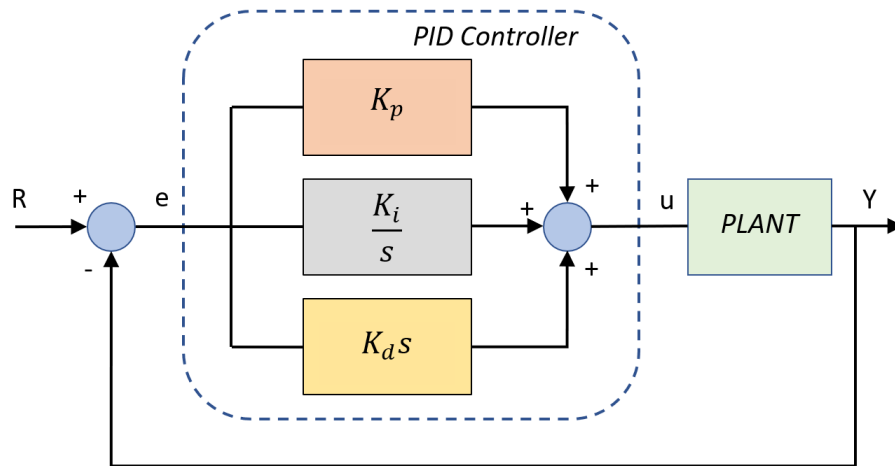 PID Controller
K_p
R
+
e
K_i
s
+
+
+
u
PLANT
Y
-
K_d s